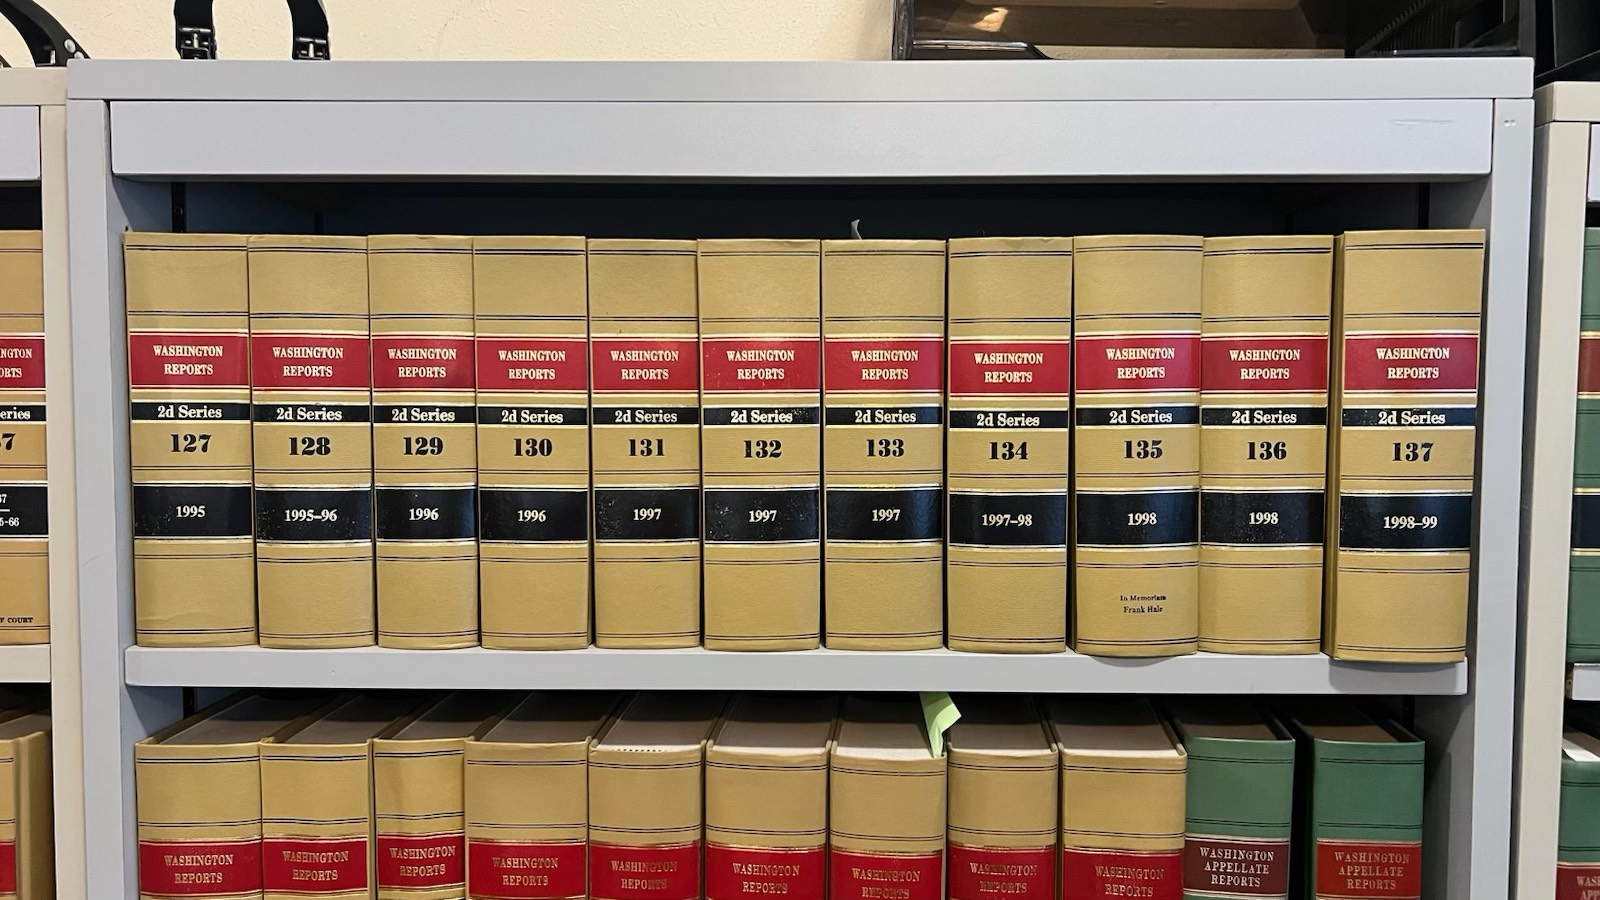 WASHINGTON
REPORTS
2d Series
127
1995
WASHINGTON
REPORTS
2d Series
128
1995–96
WASHINGTON
REPORTS
2d Series
129
1996
WASHINGTON
REPORTS
2d Series
130
1996
WASHINGTON
REPORTS
2d Series
131
1997
WASHINGTON
REPORTS
2d Series
132
1997
WASHINGTON
REPORTS
2d Series
133
1997
WASHINGTON
REPORTS
2d Series
134
1997–98
WASHINGTON
REPORTS
2d Series
135
1998
In Memoriam
Frank Hale
WASHINGTON
REPORTS
2d Series
136
1998
WASHINGTON
REPORTS
2d Series
137
1998–99
COURT
WASHINGTON
REPORTS
WASHINGTON
REPORTS
WASHINGTON
REPORTS
WASHINGTON
REPORTS
WASHINGTON
REPORTS
WASHINGTON
REPORTS
WASHINGTON
REPORTS
WASHINGTON
REPORTS
WASHINGTON
REPORTS
WASHINGTON
APPELLATE
REPORTS
WASHINGTON
APPELLATE
REPORTS